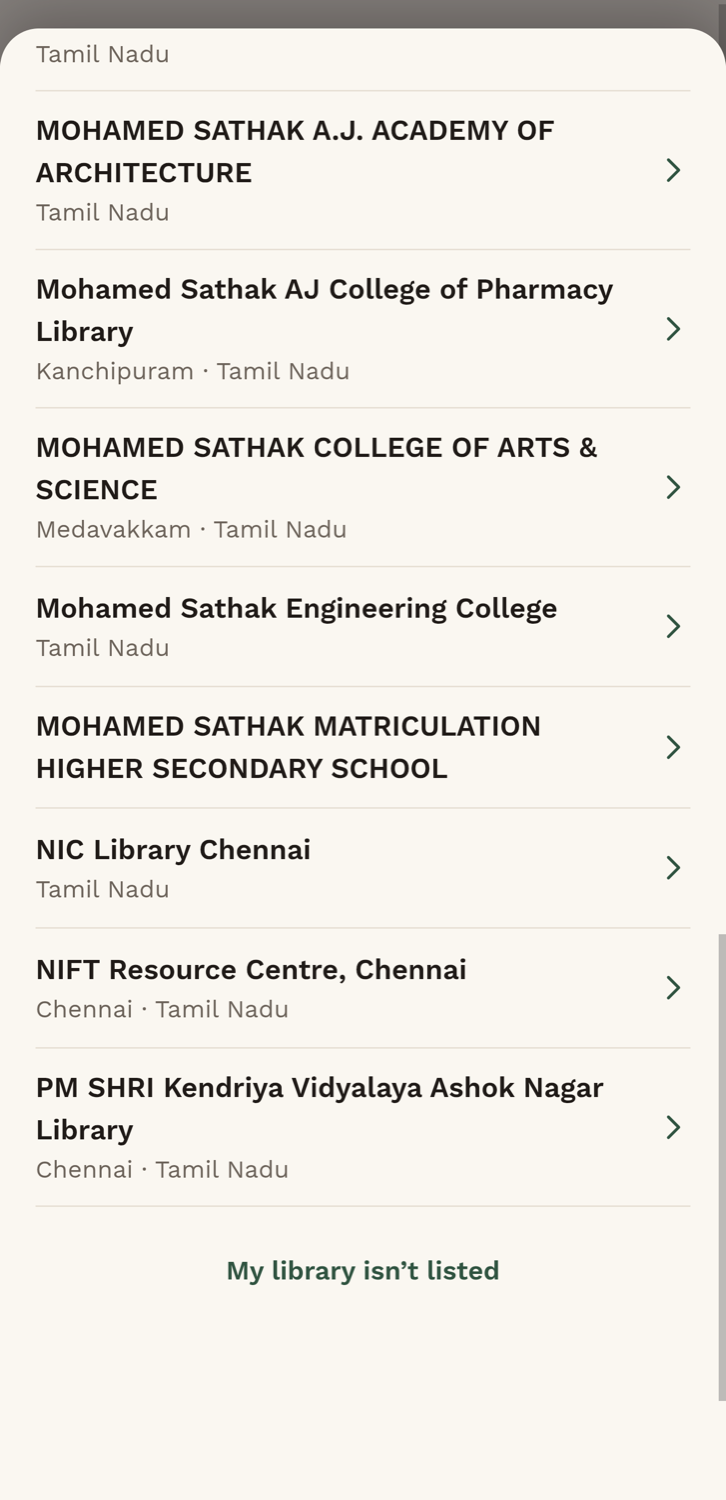 Tamil Nadu
MOHAMED SATHAK A.J. ACADEMY OF
ARCHITECTURE
Tamil Nadu
Mohamed Sathak AJ College of Pharmacy
Library
Kanchipuram · Tamil Nadu
MOHAMED SATHAK COLLEGE OF ARTS &
SCIENCE
Medavakkam · Tamil Nadu
Mohamed Sathak Engineering College
Tamil Nadu
MOHAMED SATHAK MATRICULATION
HIGHER SECONDARY SCHOOL
NIC Library Chennai
Tamil Nadu
NIFT Resource Centre, Chennai
Chennai · Tamil Nadu
PM SHRI Kendriya Vidyalaya Ashok Nagar
Library
Chennai · Tamil Nadu
My library isn’t listed